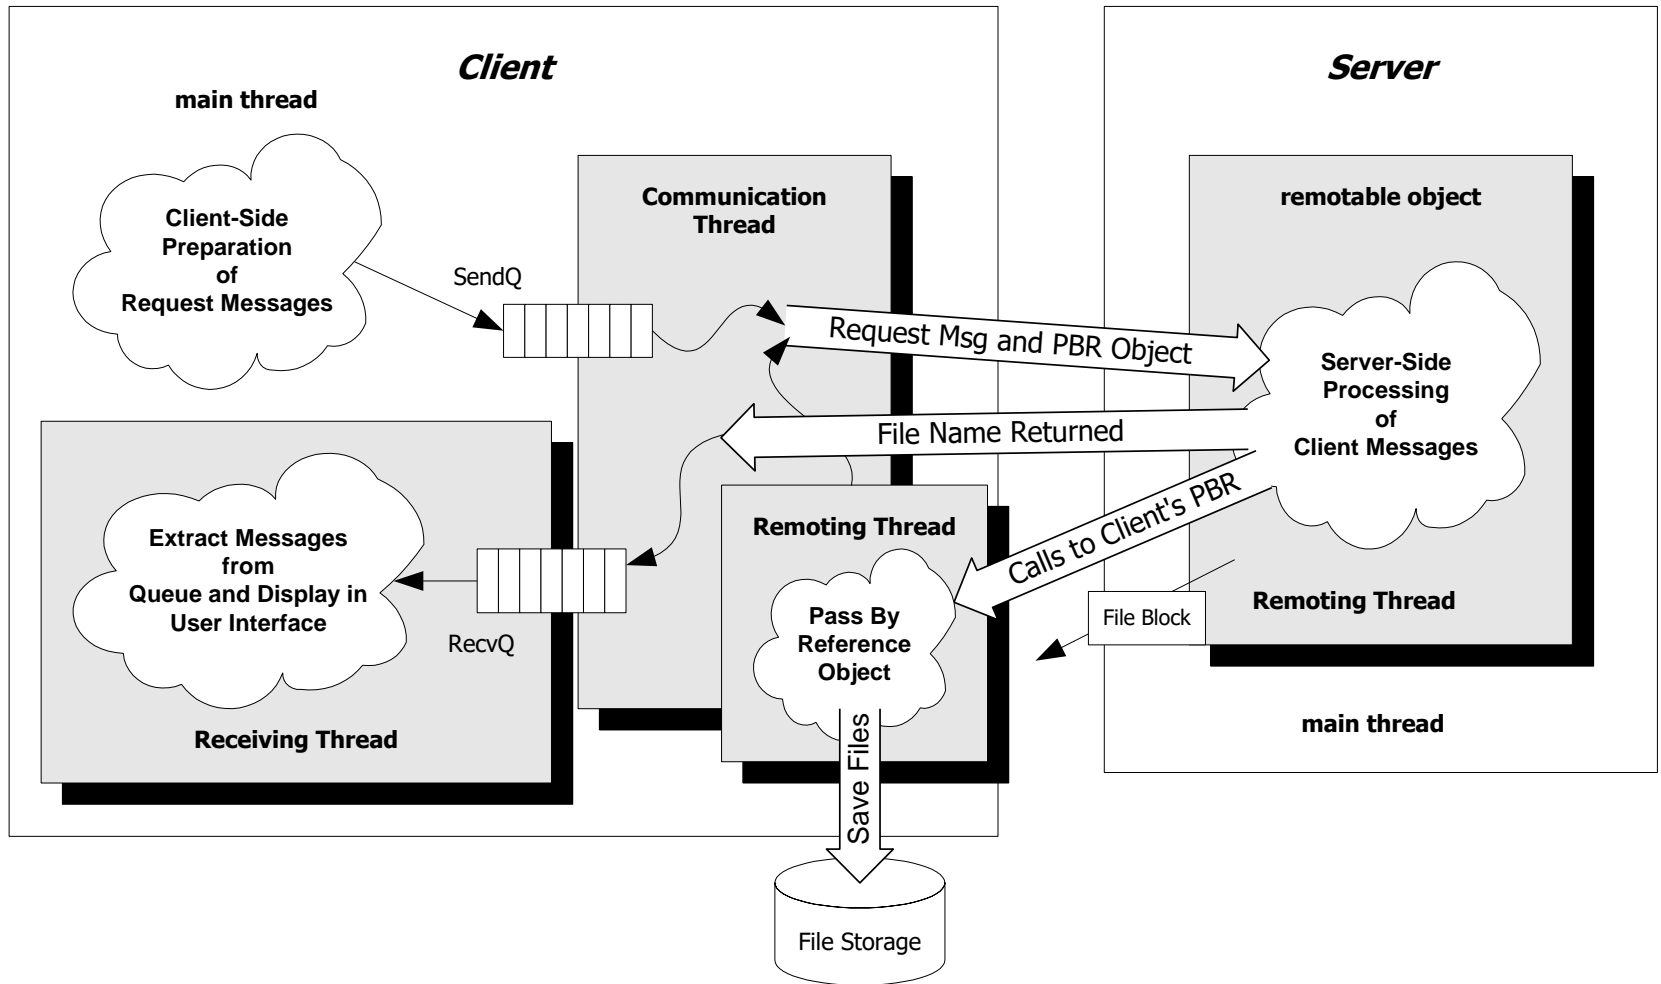 Client
Server
main thread
Client-Side
Preparation
of
Request Messages
SendQ
Communication
Thread
remotable object
Request Msg and PBR Object
Server-Side
Processing
of
Client Messages
File Name Returned
Calls to Client's PBR
Extract Messages
from
Queue and Display in
User Interface
RecvQ
Receiving Thread
Remoting Thread
Pass By
Reference
Object
File Block
Remoting Thread
main thread
Save Files
File Storage